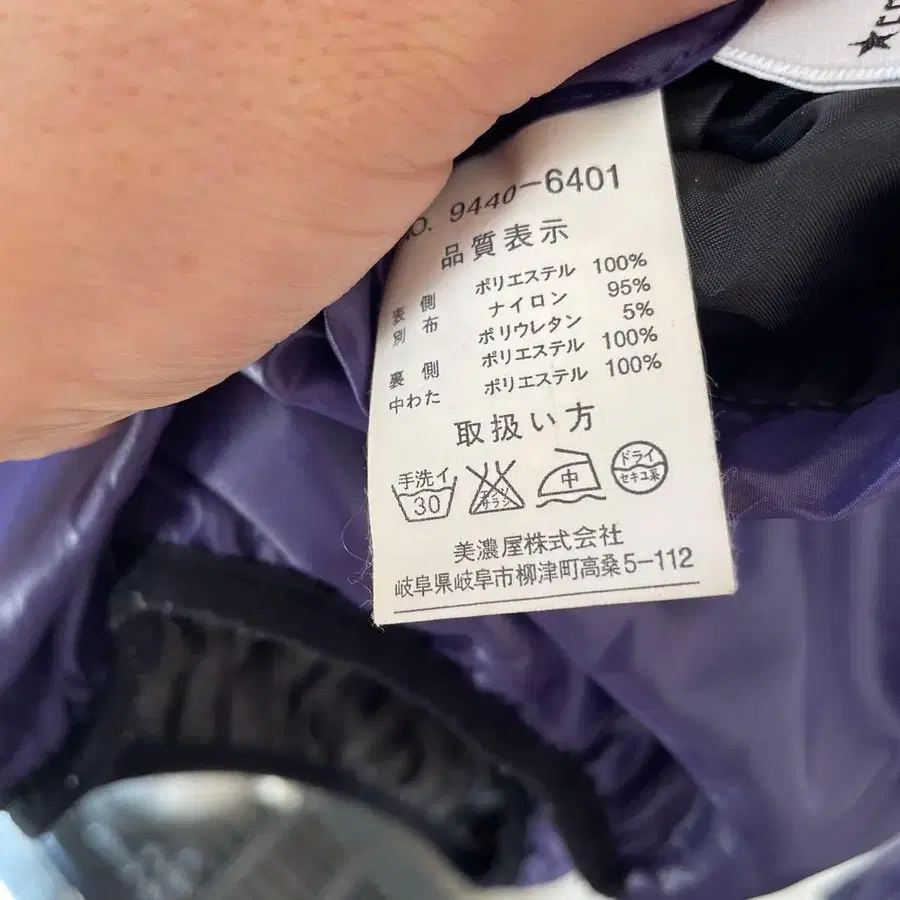 NO. 9440-6401
品質表示
表側 ポリエステル 100%
別布 ナイロン 95%
ポリウレタン 5%
裏側 ポリエステル 100%
中わた ポリエステル 100%
取扱い方
手洗イ 30 中 ドライ セキユ系
美濃屋株式会社
岐阜県岐阜市柳津町高桑5-112